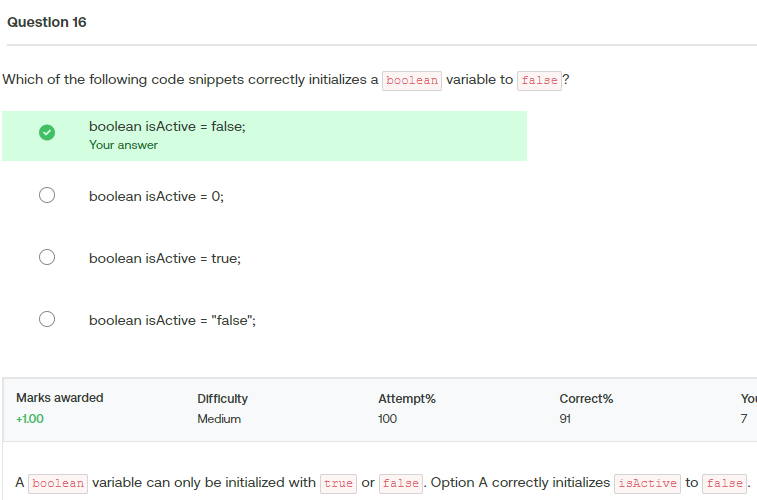 Question 16
Which of the following code snippets correctly initializes a boolean variable to false?
boolean isActive = false;
Your answer
boolean isActive = 0;
boolean isActive = true;
boolean isActive = "false";
Marks awarded Difficulty Attempt% Correct%
+1.00 Medium 100 91 7
A boolean variable can only be initialized with true or false. Option A correctly initializes isActive to false.